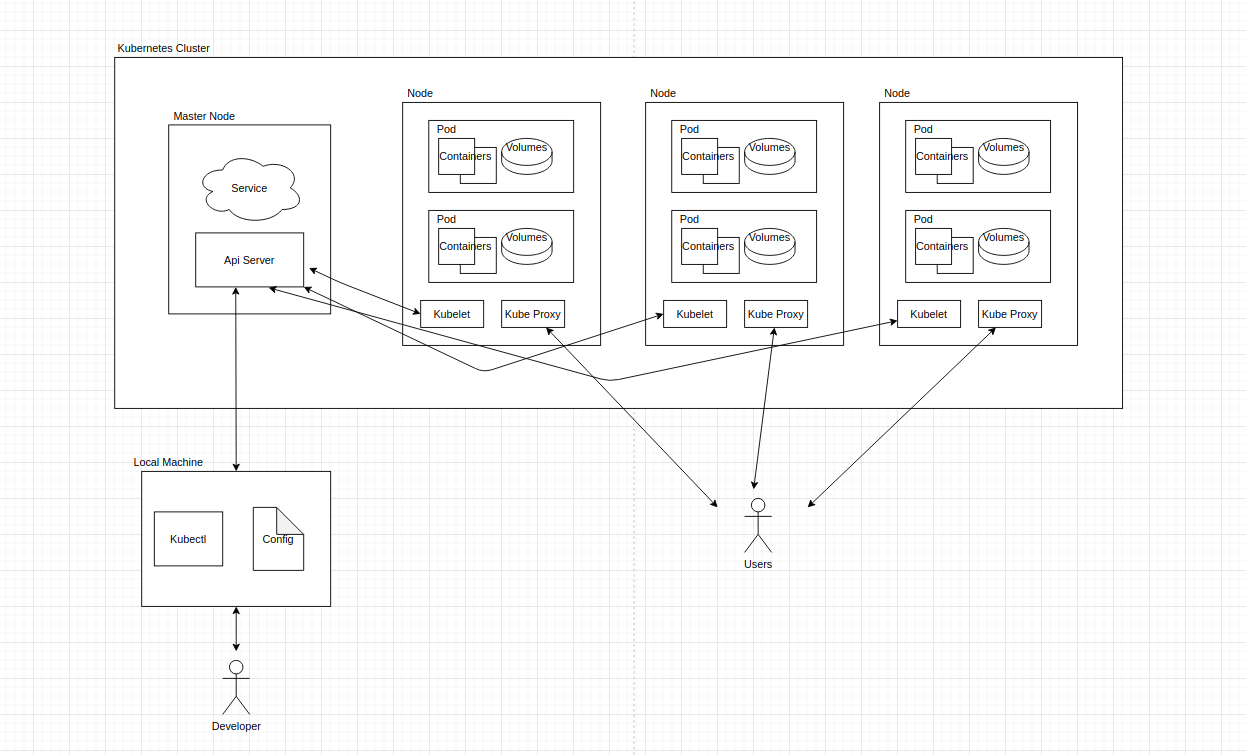 Kubernetes Cluster
Master Node
Service
Api Server
Node
Pod
Containers
Volumes
Pod
Containers
Volumes
Kubelet
Kube Proxy
Node
Pod
Containers
Volumes
Pod
Containers
Volumes
Kubelet
Kube Proxy
Node
Pod
Containers
Volumes
Pod
Containers
Volumes
Kubelet
Kube Proxy
Local Machine
Kubectl
Config
Users
Developer